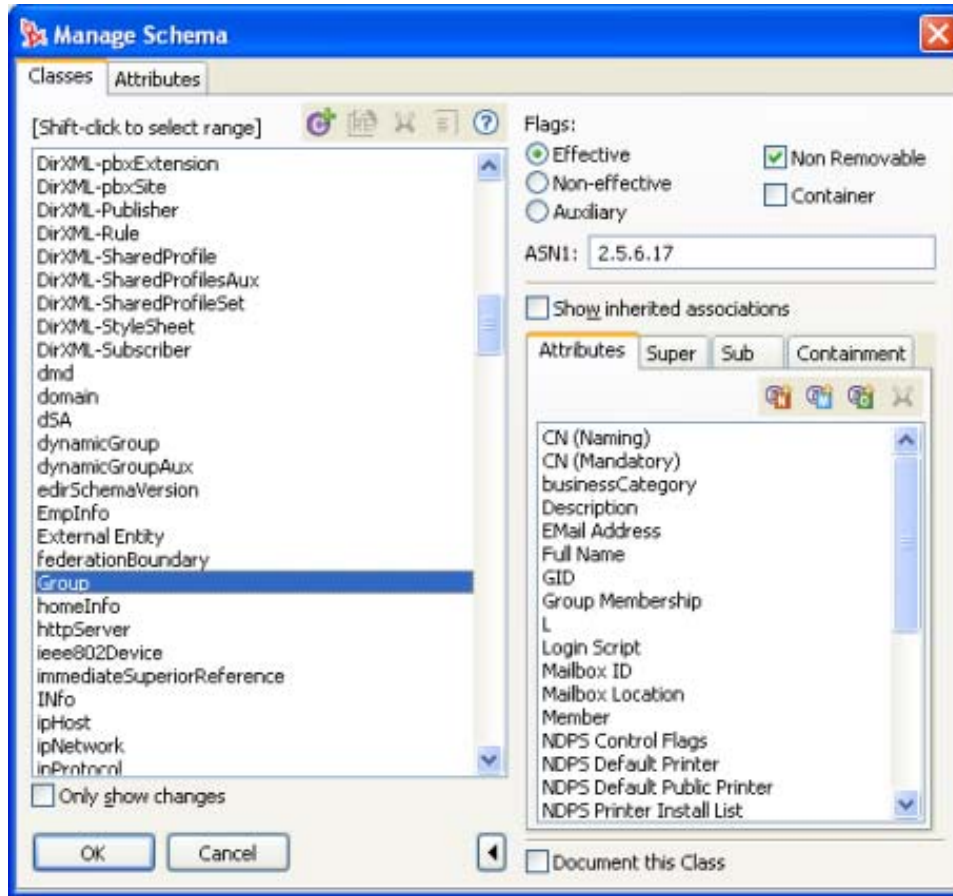 Manage Schema
Classes
Attributes
[Shift-click to select range]
DirXML-pbxExtension
DirXML-pbxSite
DirXML-Publisher
DirXML-Rule
DirXML-SharedProfile
DirXML-SharedProfilesAux
DirXML-SharedProfileSet
DirXML-StyleSheet
DirXML-Subscriber
dmd
domain
dSA
dynamicGroup
dynamicGroupAux
edirSchemaVersion
EmpInfo
External Entity
federationBoundary
Group
homeInfo
httpServer
ieee802Device
immediateSuperiorReference
INfo
ipHost
ipNetwork
ipProtocol
Only show changes
OK
Cancel
Flags:
Effective
Non-effective
Auxiliary
Non Removable
Container
ASN1: 2.5.6.17
Show inherited associations
Attributes
Super
Sub
Containment
CN (Naming)
CN (Mandatory)
businessCategory
Description
EMail Address
Full Name
GID
Group Membership
L
Login Script
Mailbox ID
Mailbox Location
Member
NDPS Control Flags
NDPS Default Printer
NDPS Default Public Printer
NDPS Printer Install List
Document this Class